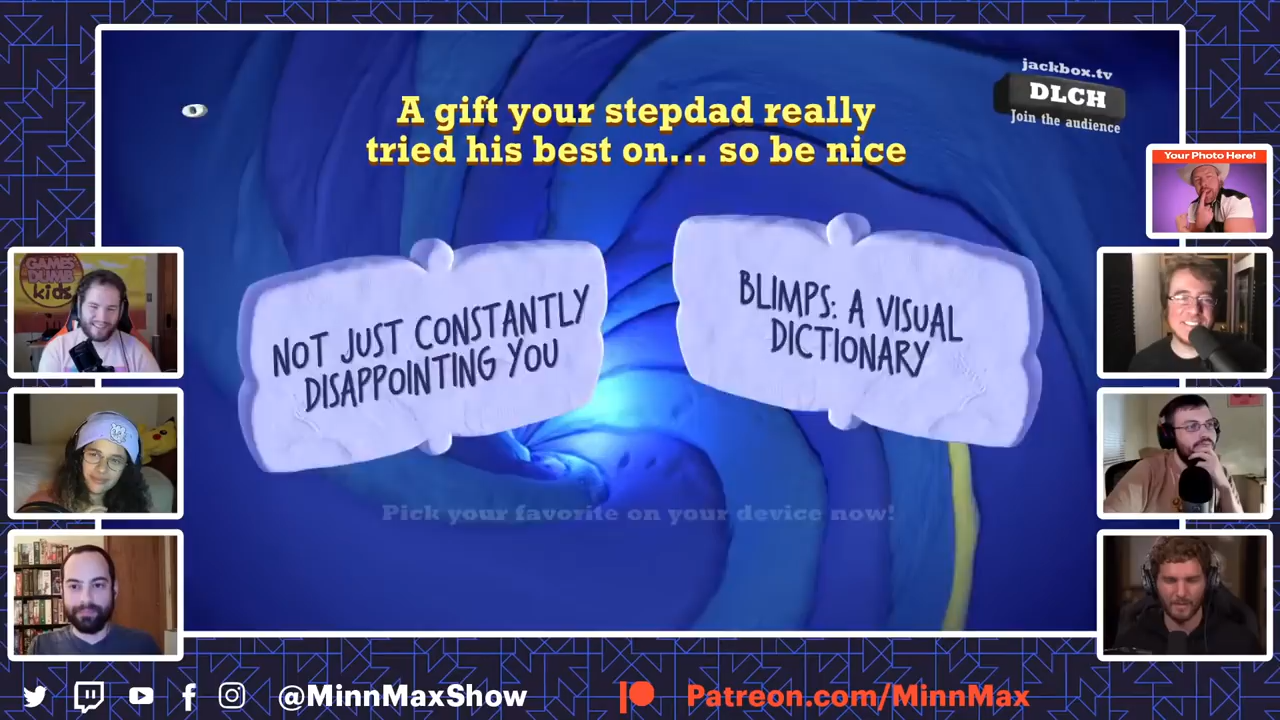 jackbox.tv
DLCH
Join the audience
A gift your stepdad really
tried his best on... so be nice
Your Photo Here!
GAMES
DUMB
kids
NOT JUST CONSTANTLY
DISAPPOINTING YOU
BLIMPS: A VISUAL
DICTIONARY
Pick your favorite on your device now!
@MinnMaxShow
Patreon.com/MinnMax